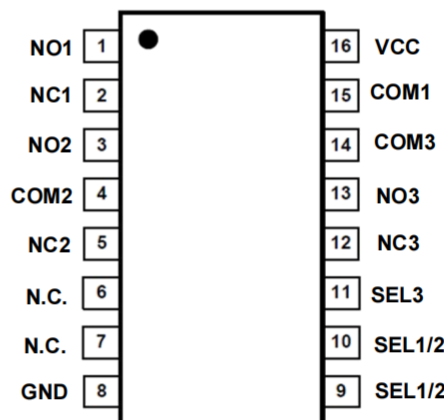 NO1 1 16 VCC
NC1 2 15 COM1
NO2 3 14 COM3
COM2 4 13 NO3
NC2 5 12 NC3
N.C. 6 11 SEL3
N.C. 7 10 SEL1/2
GND 8 9 SEL1/2